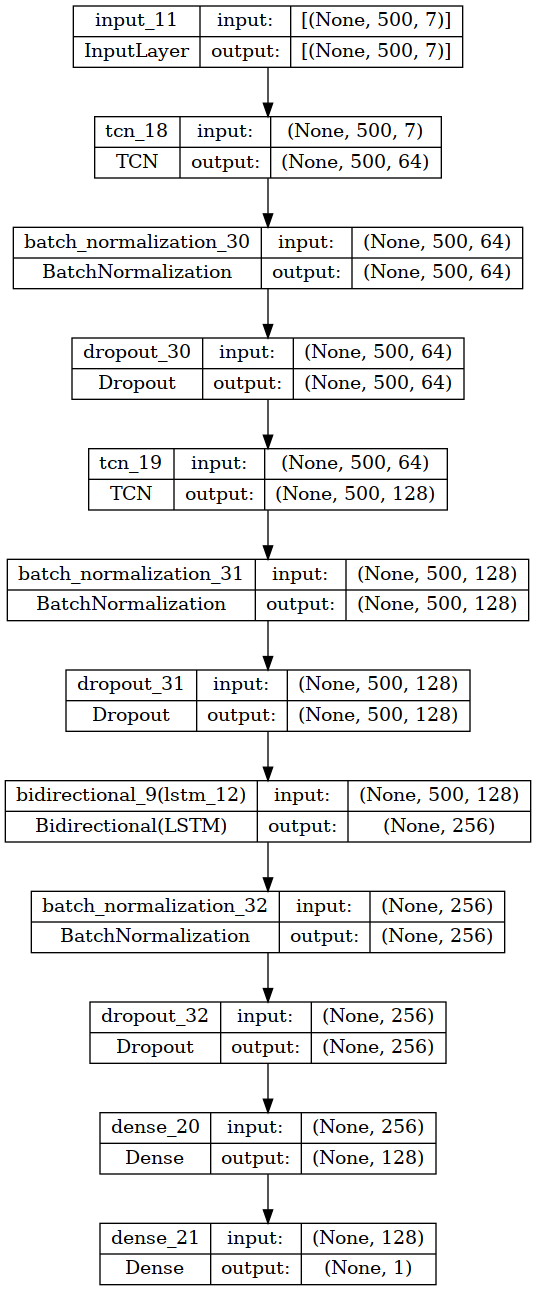 input_11 input: [(None, 500, 7)]
InputLayer output: [(None, 500, 7)]
tcn_18 input: (None, 500, 7)
TCN output: (None, 500, 64)
batch_normalization_30 input: (None, 500, 64)
BatchNormalization output: (None, 500, 64)
dropout_30 input: (None, 500, 64)
Dropout output: (None, 500, 64)
tcn_19 input: (None, 500, 64)
TCN output: (None, 500, 128)
batch_normalization_31 input: (None, 500, 128)
BatchNormalization output: (None, 500, 128)
dropout_31 input: (None, 500, 128)
Dropout output: (None, 500, 128)
bidirectional_9(lstm_12) input: (None, 500, 128)
Bidirectional(LSTM) output: (None, 256)
batch_normalization_32 input: (None, 256)
BatchNormalization output: (None, 256)
dropout_32 input: (None, 256)
Dropout output: (None, 256)
dense_20 input: (None, 256)
Dense output: (None, 128)
dense_21 input: (None, 128)
Dense output: (None, 1)